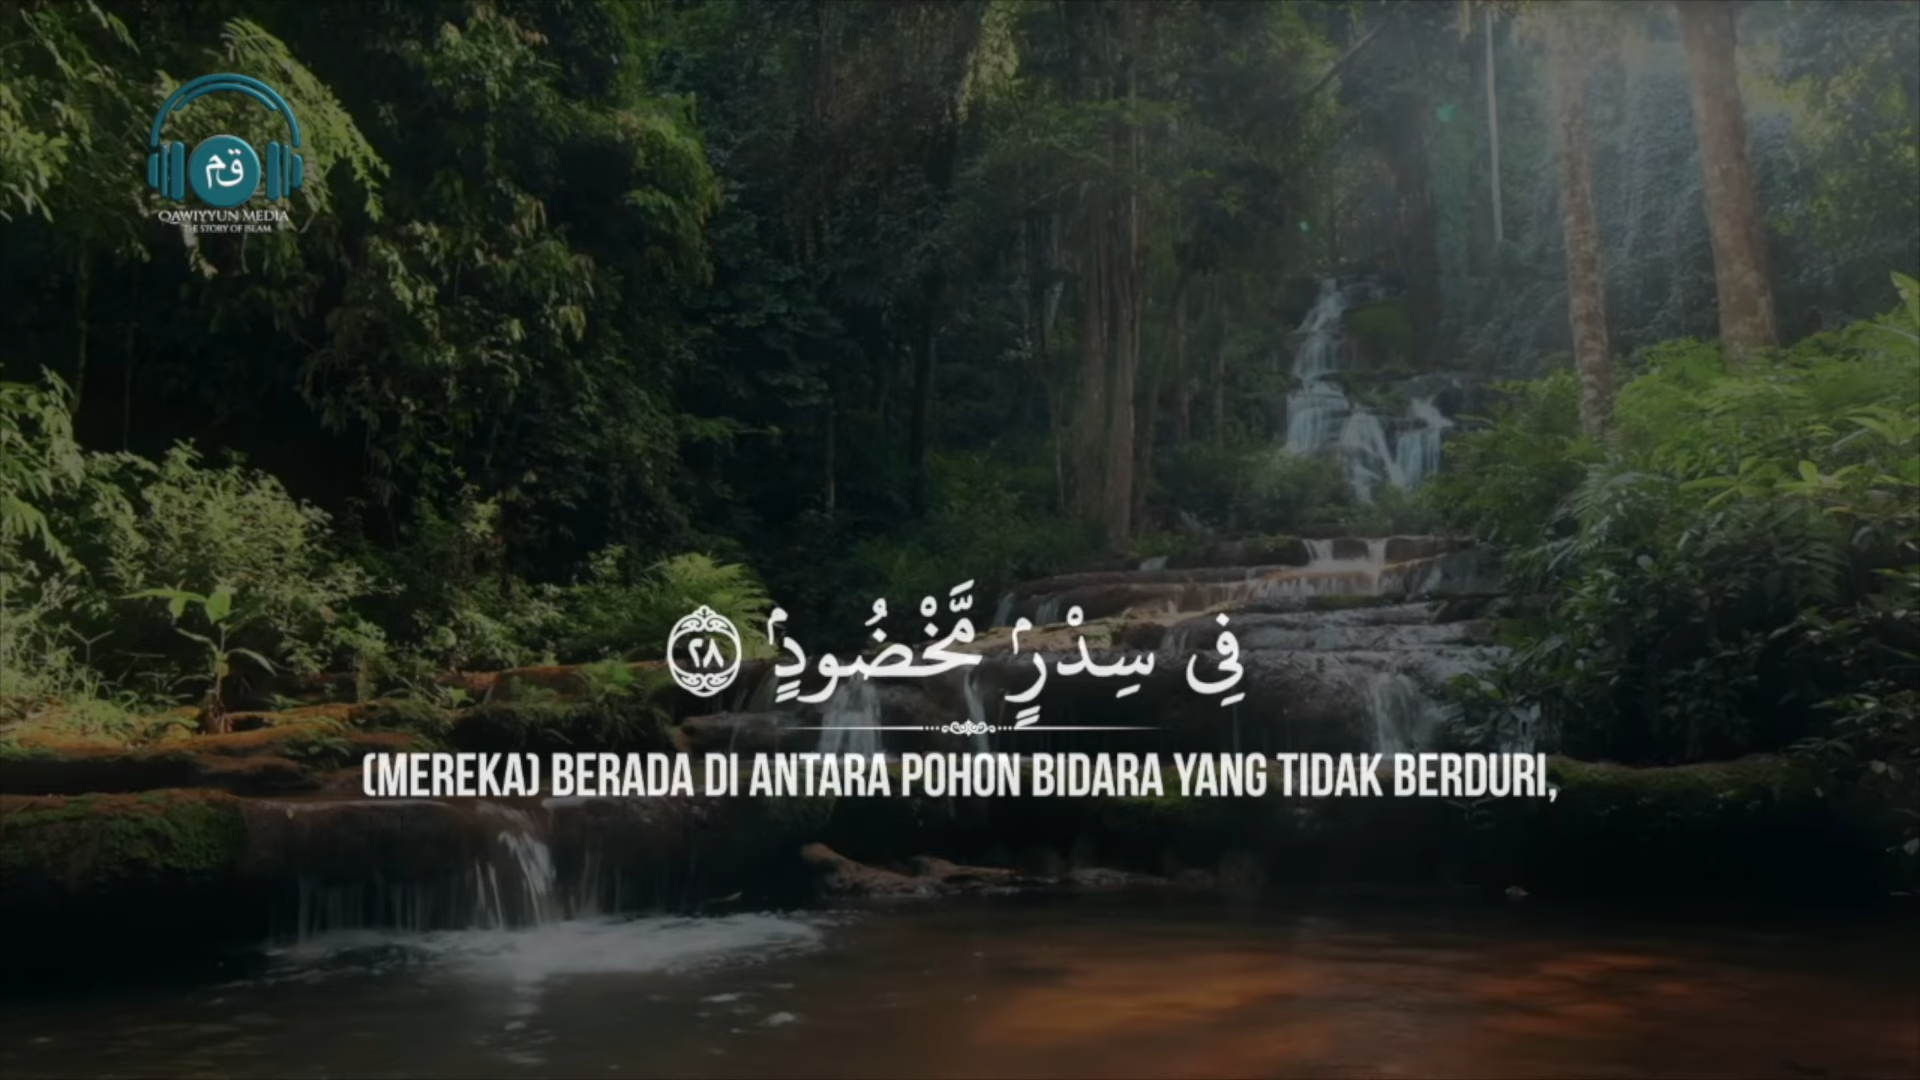 قم
QAWIYYUN MEDIA
THE STORY OF ISLAM
فِي سِدْرٍۢ مَّخْضُودٍۢ ٢٨
(MEREKA) BERADA DI ANTARA POHON BIDARA YANG TIDAK BERDURI,